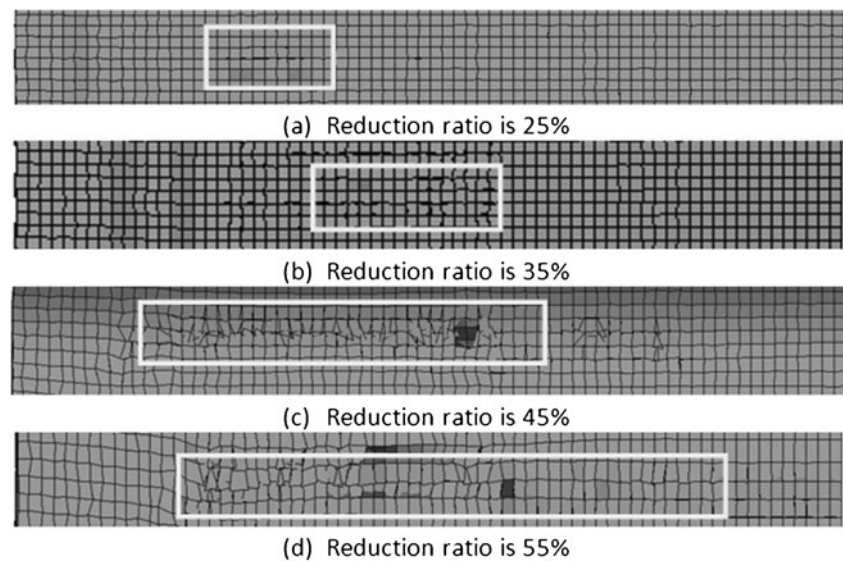 (a) Reduction ratio is 25%
(b) Reduction ratio is 35%
(c) Reduction ratio is 45%
(d) Reduction ratio is 55%